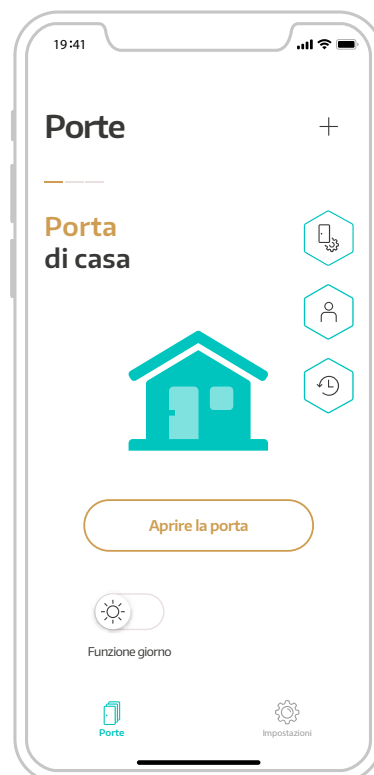 19:41
Porte
Porta
di casa
Aprire la porta
Funzione giorno
Porte
Impostazioni